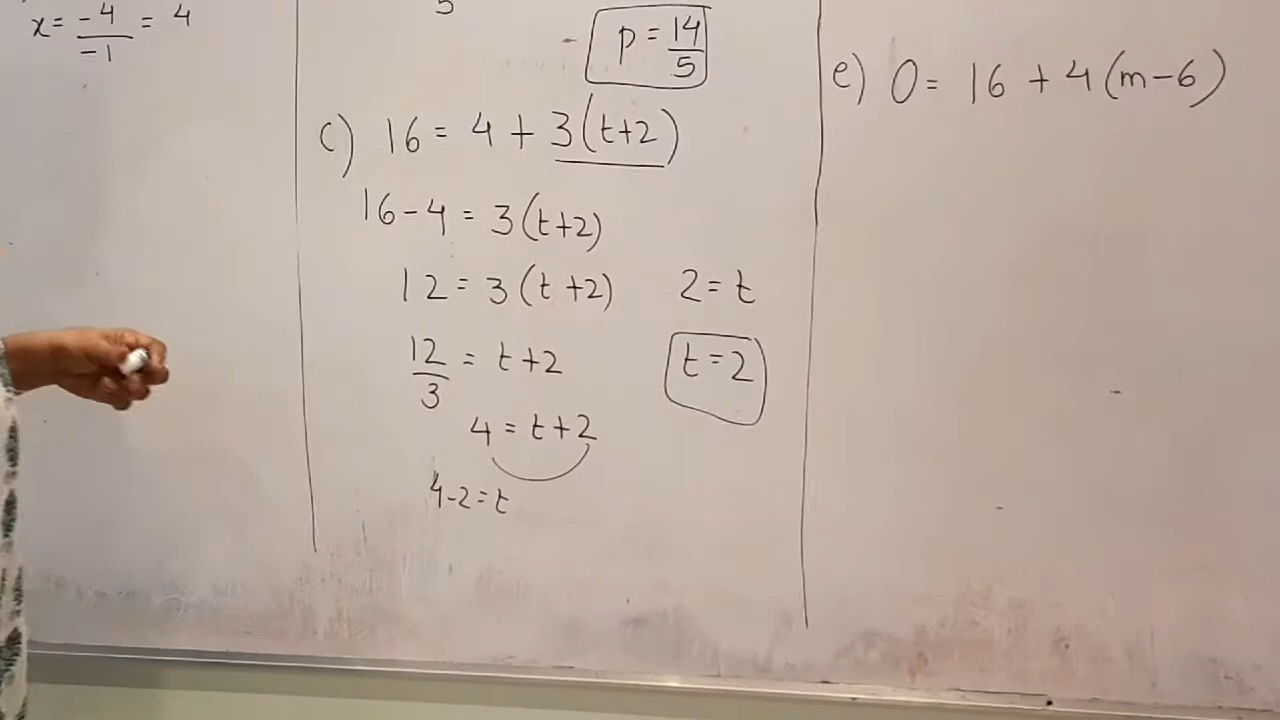 x = -4/-1 = 4
5
p = 14/5
c) 16 = 4 + 3(t+2)
16-4 = 3(t+2)
12 = 3(t+2)
12/3 = t+2
4 = t+2
4-2 = t
2 = t
t = 2
e) 0 = 16 + 4(m-6)